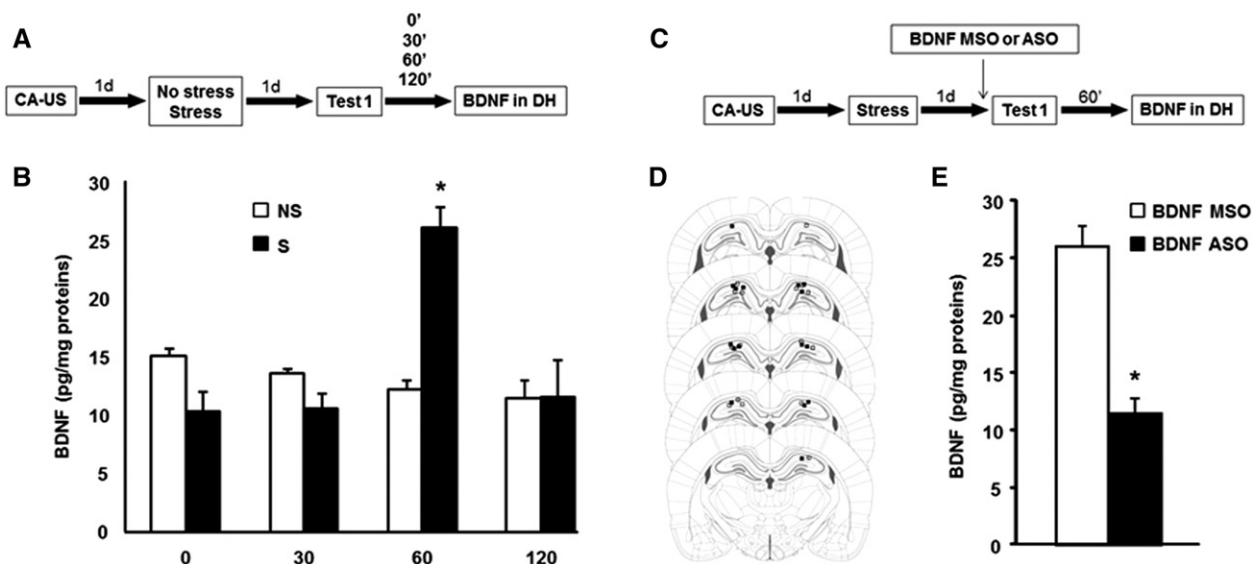 A
0'
30'
60'
120'
CA-US
1d
No stress
Stress
1d
Test 1
BDNF in DH
B
BDNF (pg/mg proteins)
30
25
20
15
10
5
0
NS
S
*
0
30
60
120
C
BDNF MSO or ASO
CA-US
1d
Stress
1d
Test 1
60'
BDNF in DH
D
E
BDNF (pg/mg proteins)
30
25
20
15
10
5
0
BDNF MSO
BDNF ASO
*